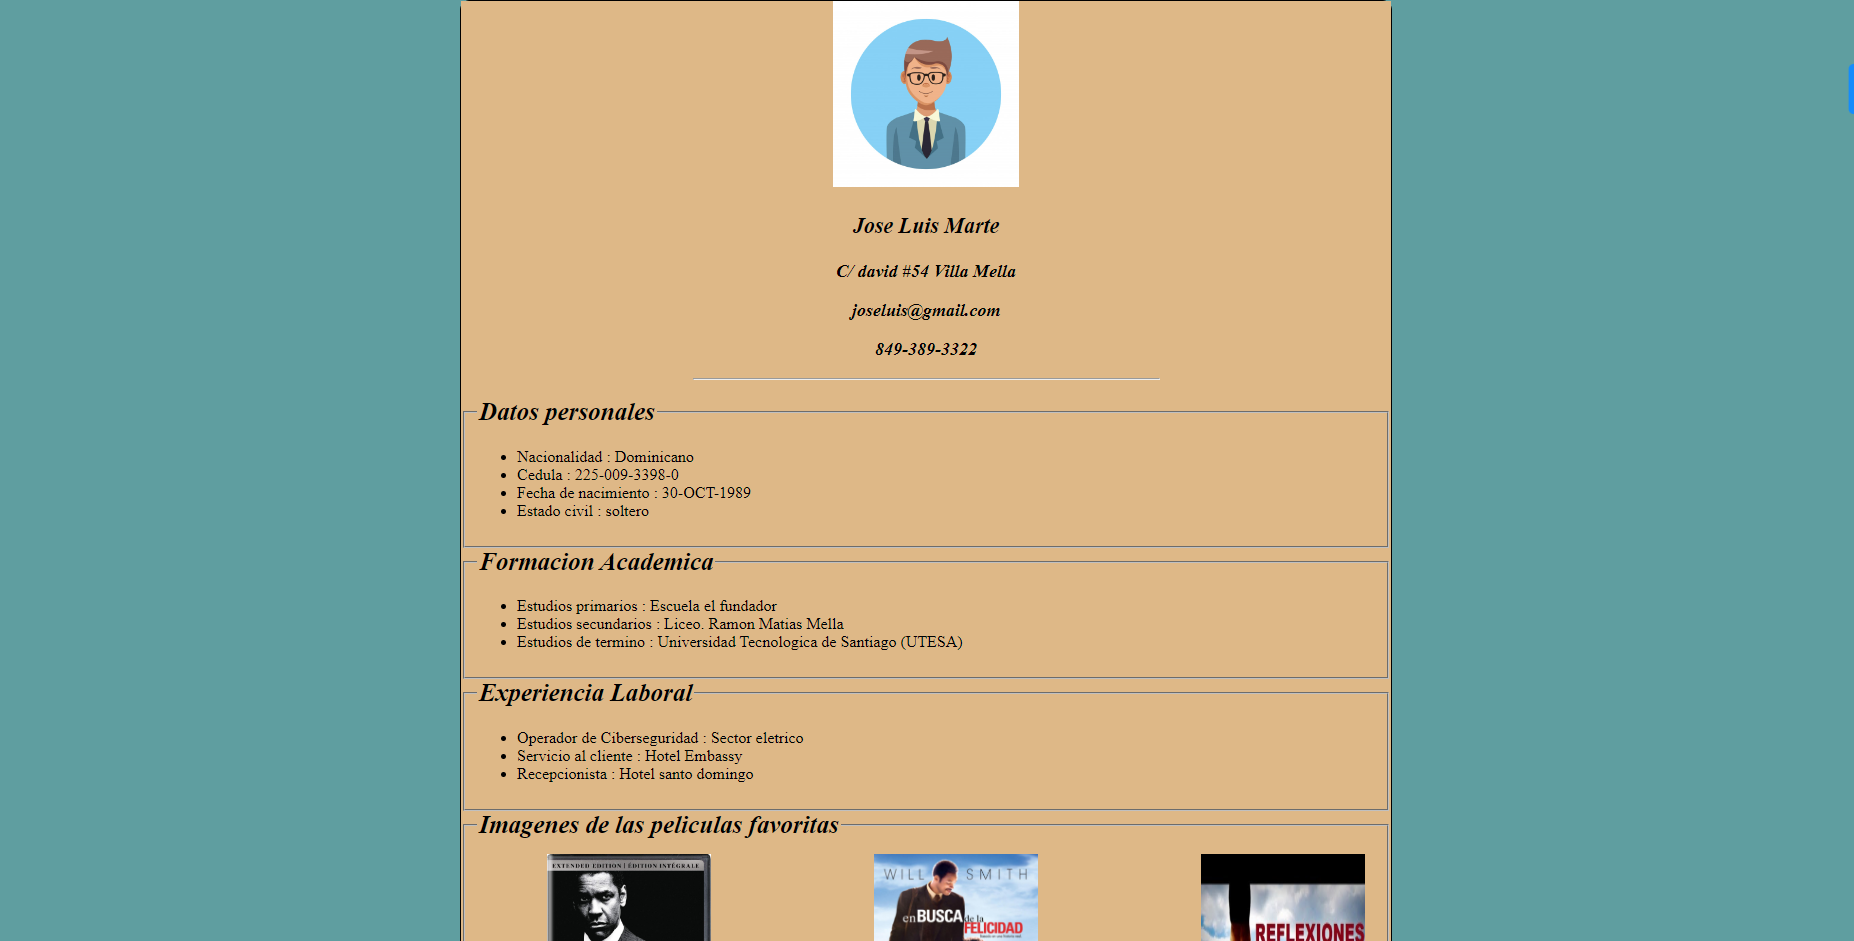 Jose Luis Marte
C/ david #54 Villa Mella
joseluis@gmail.com
849-389-3322
Datos personales
Nacionalidad : Dominicano
Cedula : 225-009-3398-0
Fecha de nacimiento : 30-OCT-1989
Estado civil : soltero
Formacion Academica
Estudios primarios : Escuela el fundador
Estudios secundarios : Liceo. Ramon Matias Mella
Estudios de termino : Universidad Tecnologica de Santiago (UTESA)
Experiencia Laboral
Operador de Ciberseguridad : Sector eletrico
Servicio al cliente : Hotel Embassy
Recepcionista : Hotel santo domingo
Imagenes de las peliculas favoritas
EXTENDED EDITION | ÉDITION INTÉGRALE
WILL SMITH
en BUSCA de la
FELICIDAD
REFLEXIONES